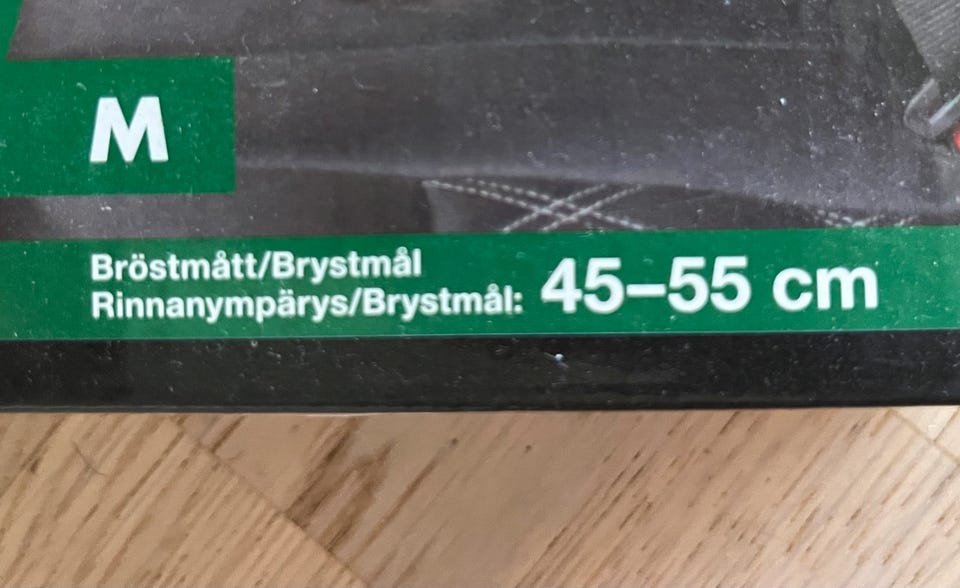 M
Bröstmått/Brystmål
Rinnanympärys/Brystmål: 45–55 cm